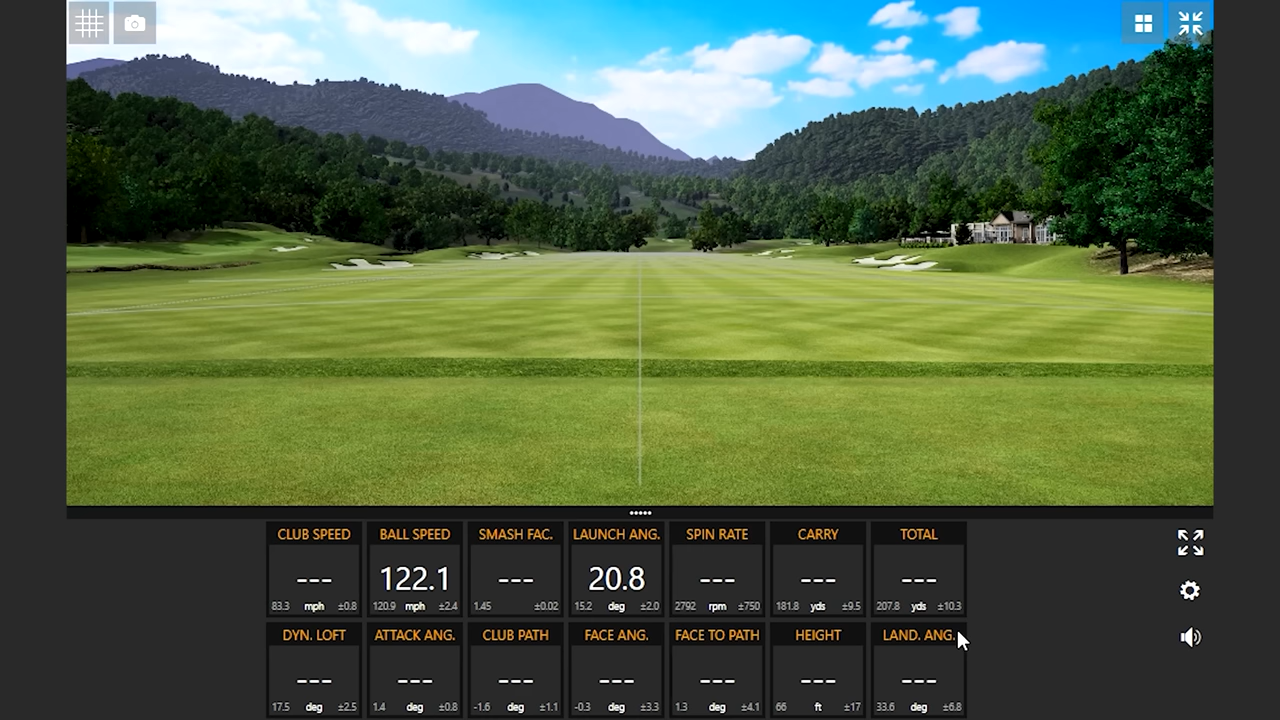 CLUB SPEED BALL SPEED SMASH FAC. LAUNCH ANG. SPIN RATE CARRY TOTAL
--- 122.1 --- 20.8 --- --- ---
83.3 mph ±0.8 120.9 mph ±2.4 1.45 ±0.02 15.2 deg ±2.0 2792 rpm ±750 181.8 yds ±9.5 207.8 yds ±10.3
DYN. LOFT ATTACK ANG. CLUB PATH FACE ANG. FACE TO PATH HEIGHT LAND. ANG.
--- --- --- --- --- --- ---
17.5 deg ±2.5 1.4 deg ±0.8 -1.6 deg ±1.1 -0.3 deg ±3.3 1.3 deg ±4.1 66 ft ±17 33.6 deg ±6.8